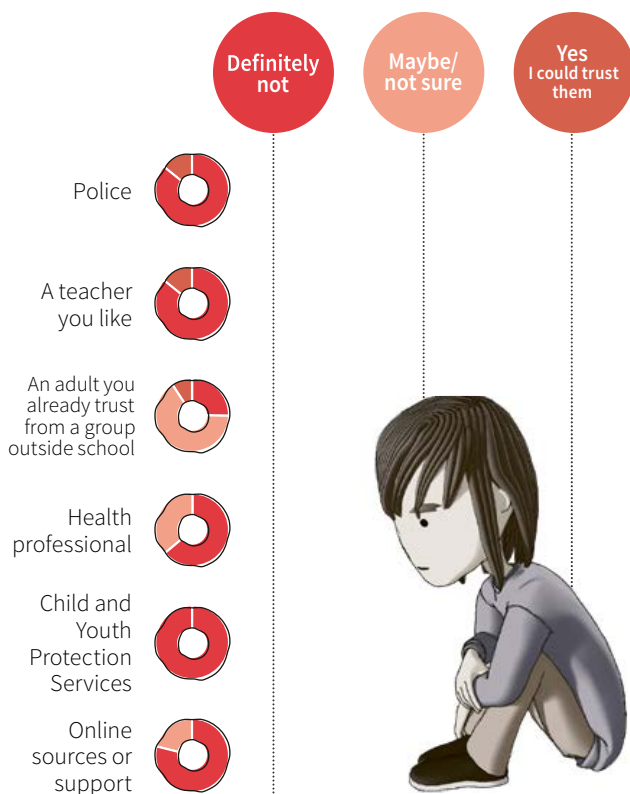 Definitely
not
Maybe/
not sure
Yes
I could trust
them
Police
A teacher
you like
An adult you
already trust
from a group
outside school
Health
professional
Child and
Youth
Protection
Services
Online
sources or
support